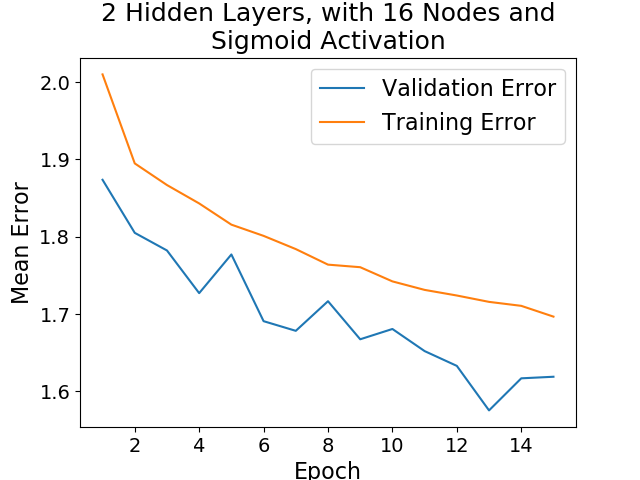 2 Hidden Layers, with 16 Nodes and
Sigmoid Activation
Validation Error
Training Error
2.0
1.9
1.8
1.7
1.6
Mean Error
2 4 6 8 10 12 14
Epoch